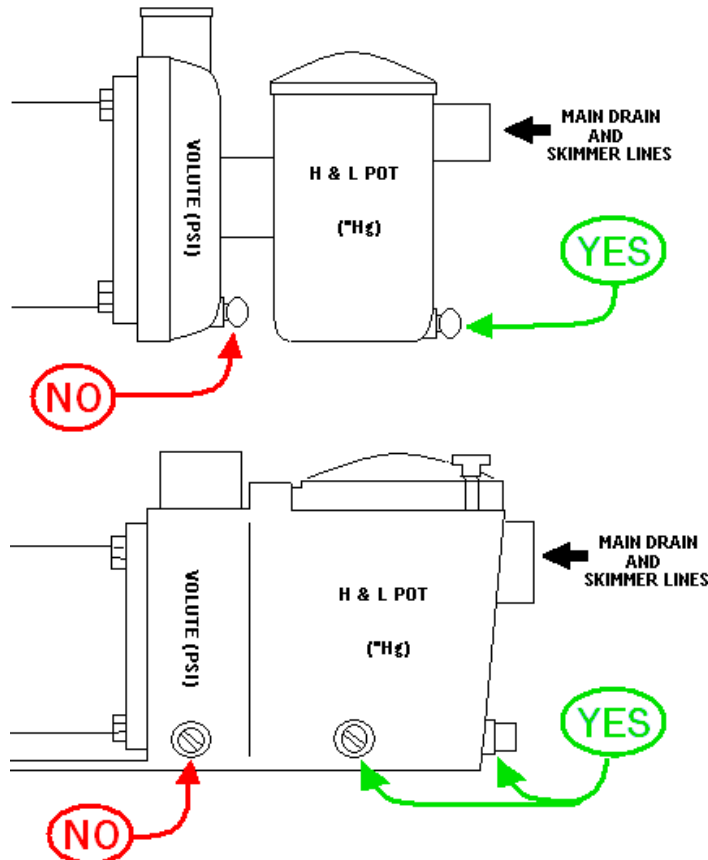 MAIN DRAIN
AND
SKIMMER LINES
VOLUTE (PSI)
H & L POT
("Hg)
YES
NO
MAIN DRAIN
AND
SKIMMER LINES
VOLUTE (PSI)
H & L POT
("Hg)
YES
NO